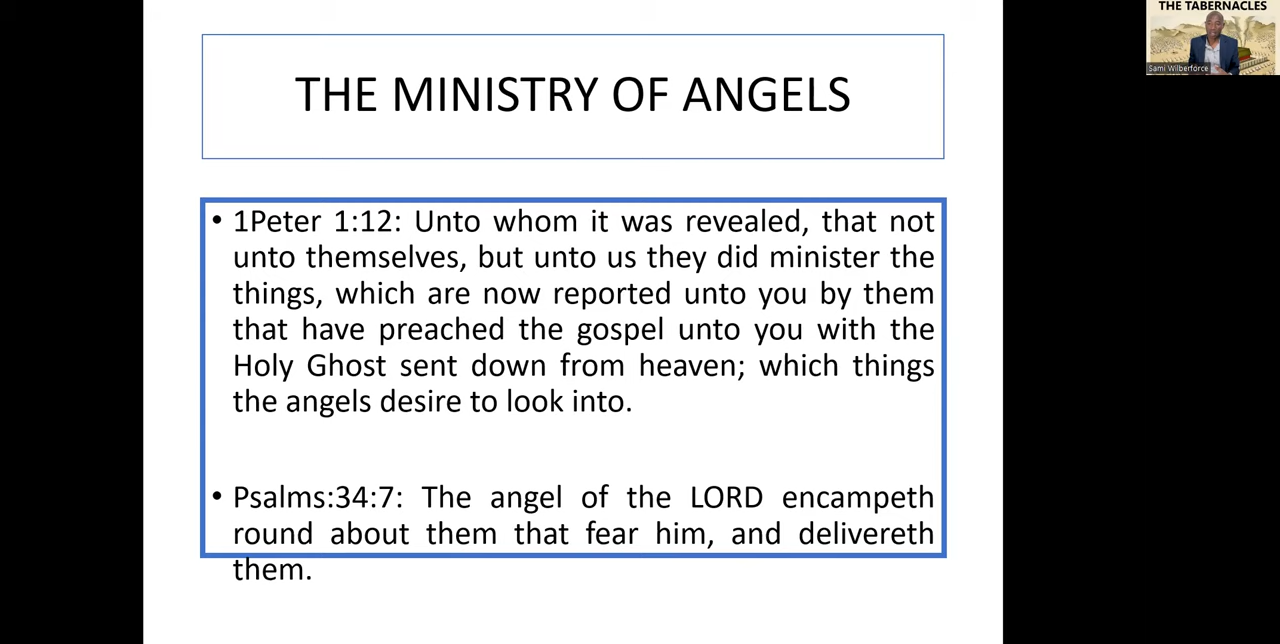 THE TABERNACLES
Sami Wilberforce
THE MINISTRY OF ANGELS
• 1Peter 1:12: Unto whom it was revealed, that not
unto themselves, but unto us they did minister the
things, which are now reported unto you by them
that have preached the gospel unto you with the
Holy Ghost sent down from heaven; which things
the angels desire to look into.
• Psalms:34:7: The angel of the LORD encampeth
round about them that fear him, and delivereth
them.